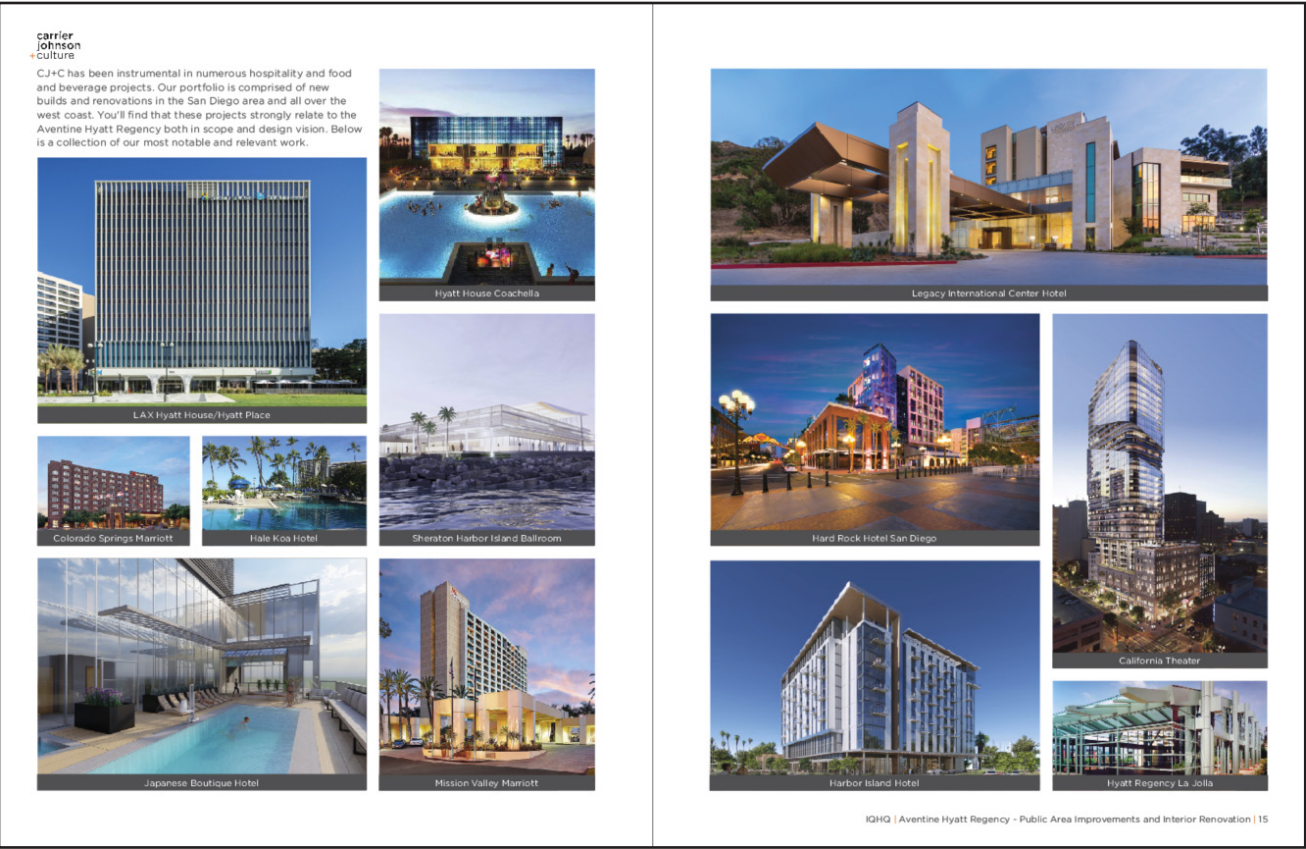 carrier
johnson
+culture
CJ+C has been instrumental in numerous hospitality and food
and beverage projects. Our portfolio is comprised of new
builds and renovations in the San Diego area and all over the
west coast. You'll find that these projects strongly relate to the
Aventine Hyatt Regency both in scope and design vision. Below
is a collection of our most notable and relevant work.
Hyatt House Coachella
LAX Hyatt House/Hyatt Place
Colorado Springs Marriott
Hale Koa Hotel
Sheraton Harbor Island Ballroom
Japanese Boutique Hotel
Mission Valley Marriott
Legacy International Center Hotel
Hard Rock Hotel San Diego
California Theater
Harbor Island Hotel
Hyatt Regency La Jolla
IQHQ | Aventine Hyatt Regency - Public Area Improvements and Interior Renovation | 15